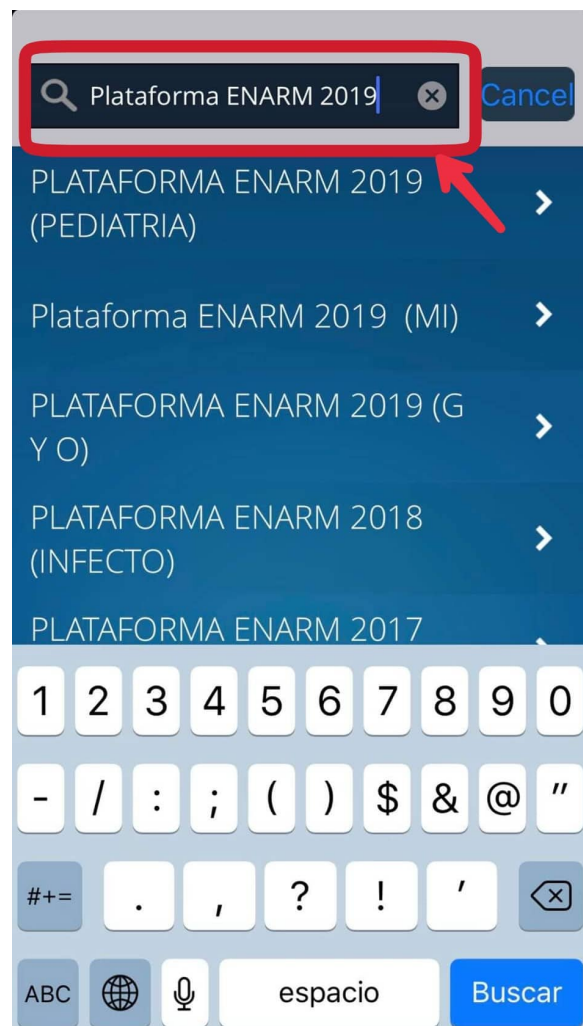 Plataforma ENARM 2019 Cancel
PLATAFORMA ENARM 2019
(PEDIATRIA)
Plataforma ENARM 2019  (MI)
PLATAFORMA ENARM 2019 (G
Y O)
PLATAFORMA ENARM 2018
(INFECTO)
PLATAFORMA ENARM 2017
1 2 3 4 5 6 7 8 9 0
- / : ; ( ) $ & @ "
#+= . , ? ! '
ABC espacio Buscar